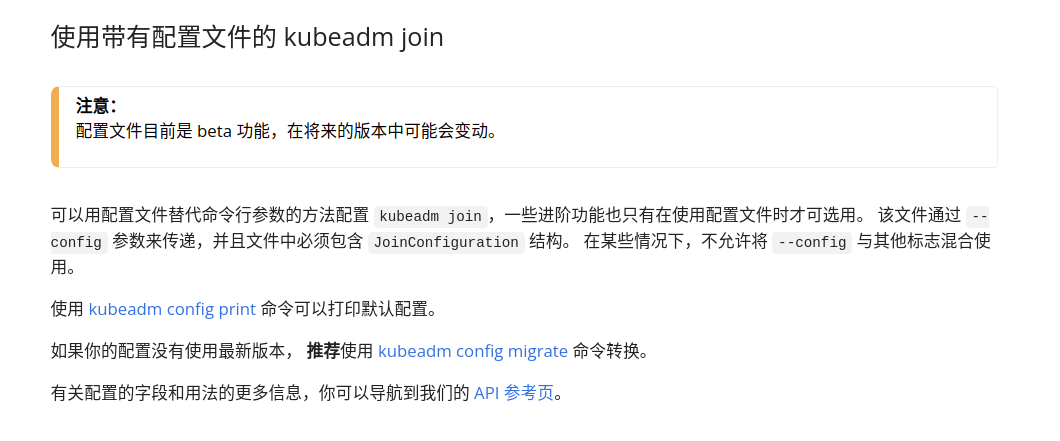 使用带有配置文件的 kubeadm join
注意：
配置文件目前是 beta 功能，在将来的版本中可能会变动。
可以用配置文件替代命令行参数的方法配置 kubeadm join，一些进阶功能也只有在使用配置文件时才可选用。 该文件通过 --
config 参数来传递，并且文件中必须包含 JoinConfiguration 结构。 在某些情况下，不允许将 --config 与其他标志混合使
用。
使用 kubeadm config print 命令可以打印默认配置。
如果你的配置没有使用最新版本， 推荐使用 kubeadm config migrate 命令转换。
有关配置的字段和用法的更多信息，你可以导航到我们的 API 参考页。